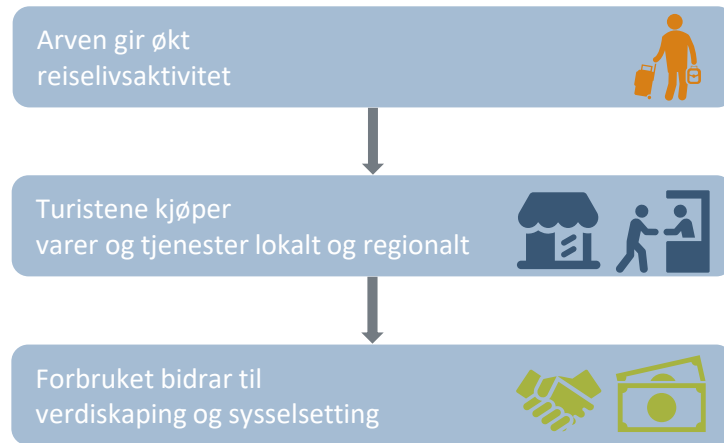 Arven gir økt
reiselivsaktivitet
Turistene kjøper
varer og tjenester lokalt og regionalt
Forbruket bidrar til
verdiskaping og sysselsetting